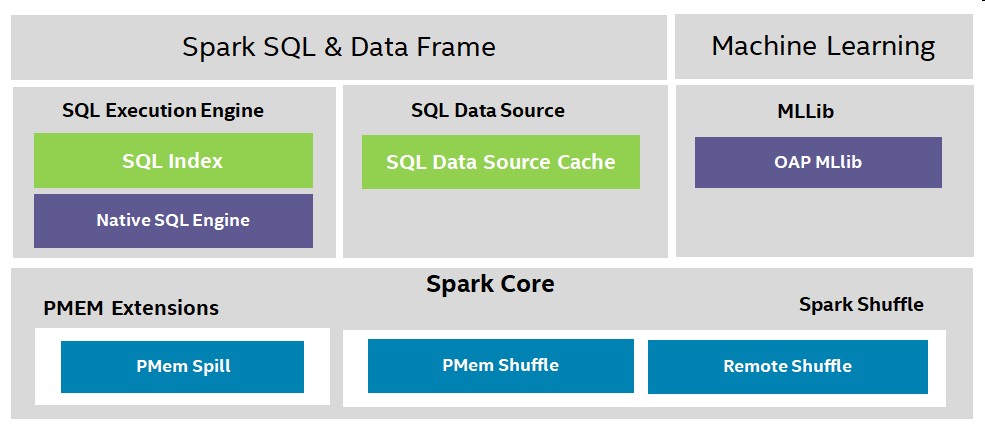 Spark SQL & Data Frame
Machine Learning
SQL Execution Engine
SQL Index
Native SQL Engine
SQL Data Source
SQL Data Source Cache
MLLib
OAP MLlib
Spark Core
PMEM Extensions
Spark Shuffle
PMem Spill
PMem Shuffle
Remote Shuffle